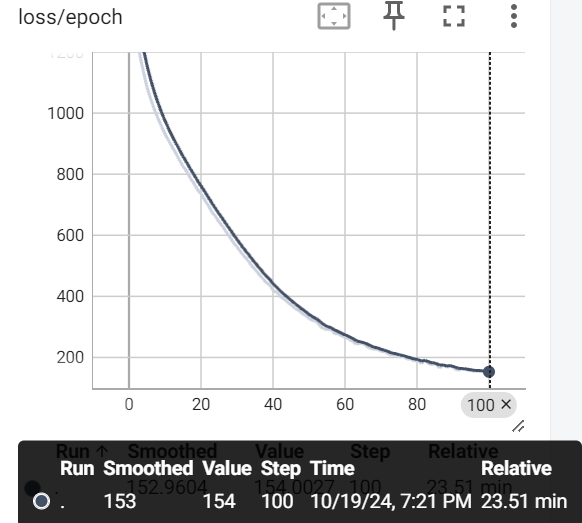 loss/epoch
1200
1000
800
600
400
200
0 20 40 60 80 100 ×
Run ↑ Smoothed Value Step Relative
. 152.9604 154.0027 100 23.51 min
Run Smoothed Value Step Time Relative
. 153 154 100 10/19/24, 7:21 PM 23.51 min